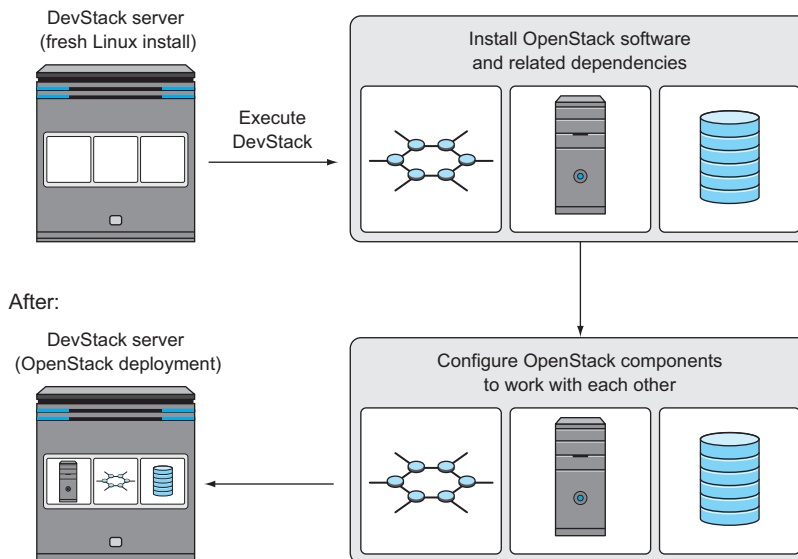 DevStack server
(fresh Linux install)
Execute
DevStack
Install OpenStack software
and related dependencies
After:
DevStack server
(OpenStack deployment)
Configure OpenStack components
to work with each other